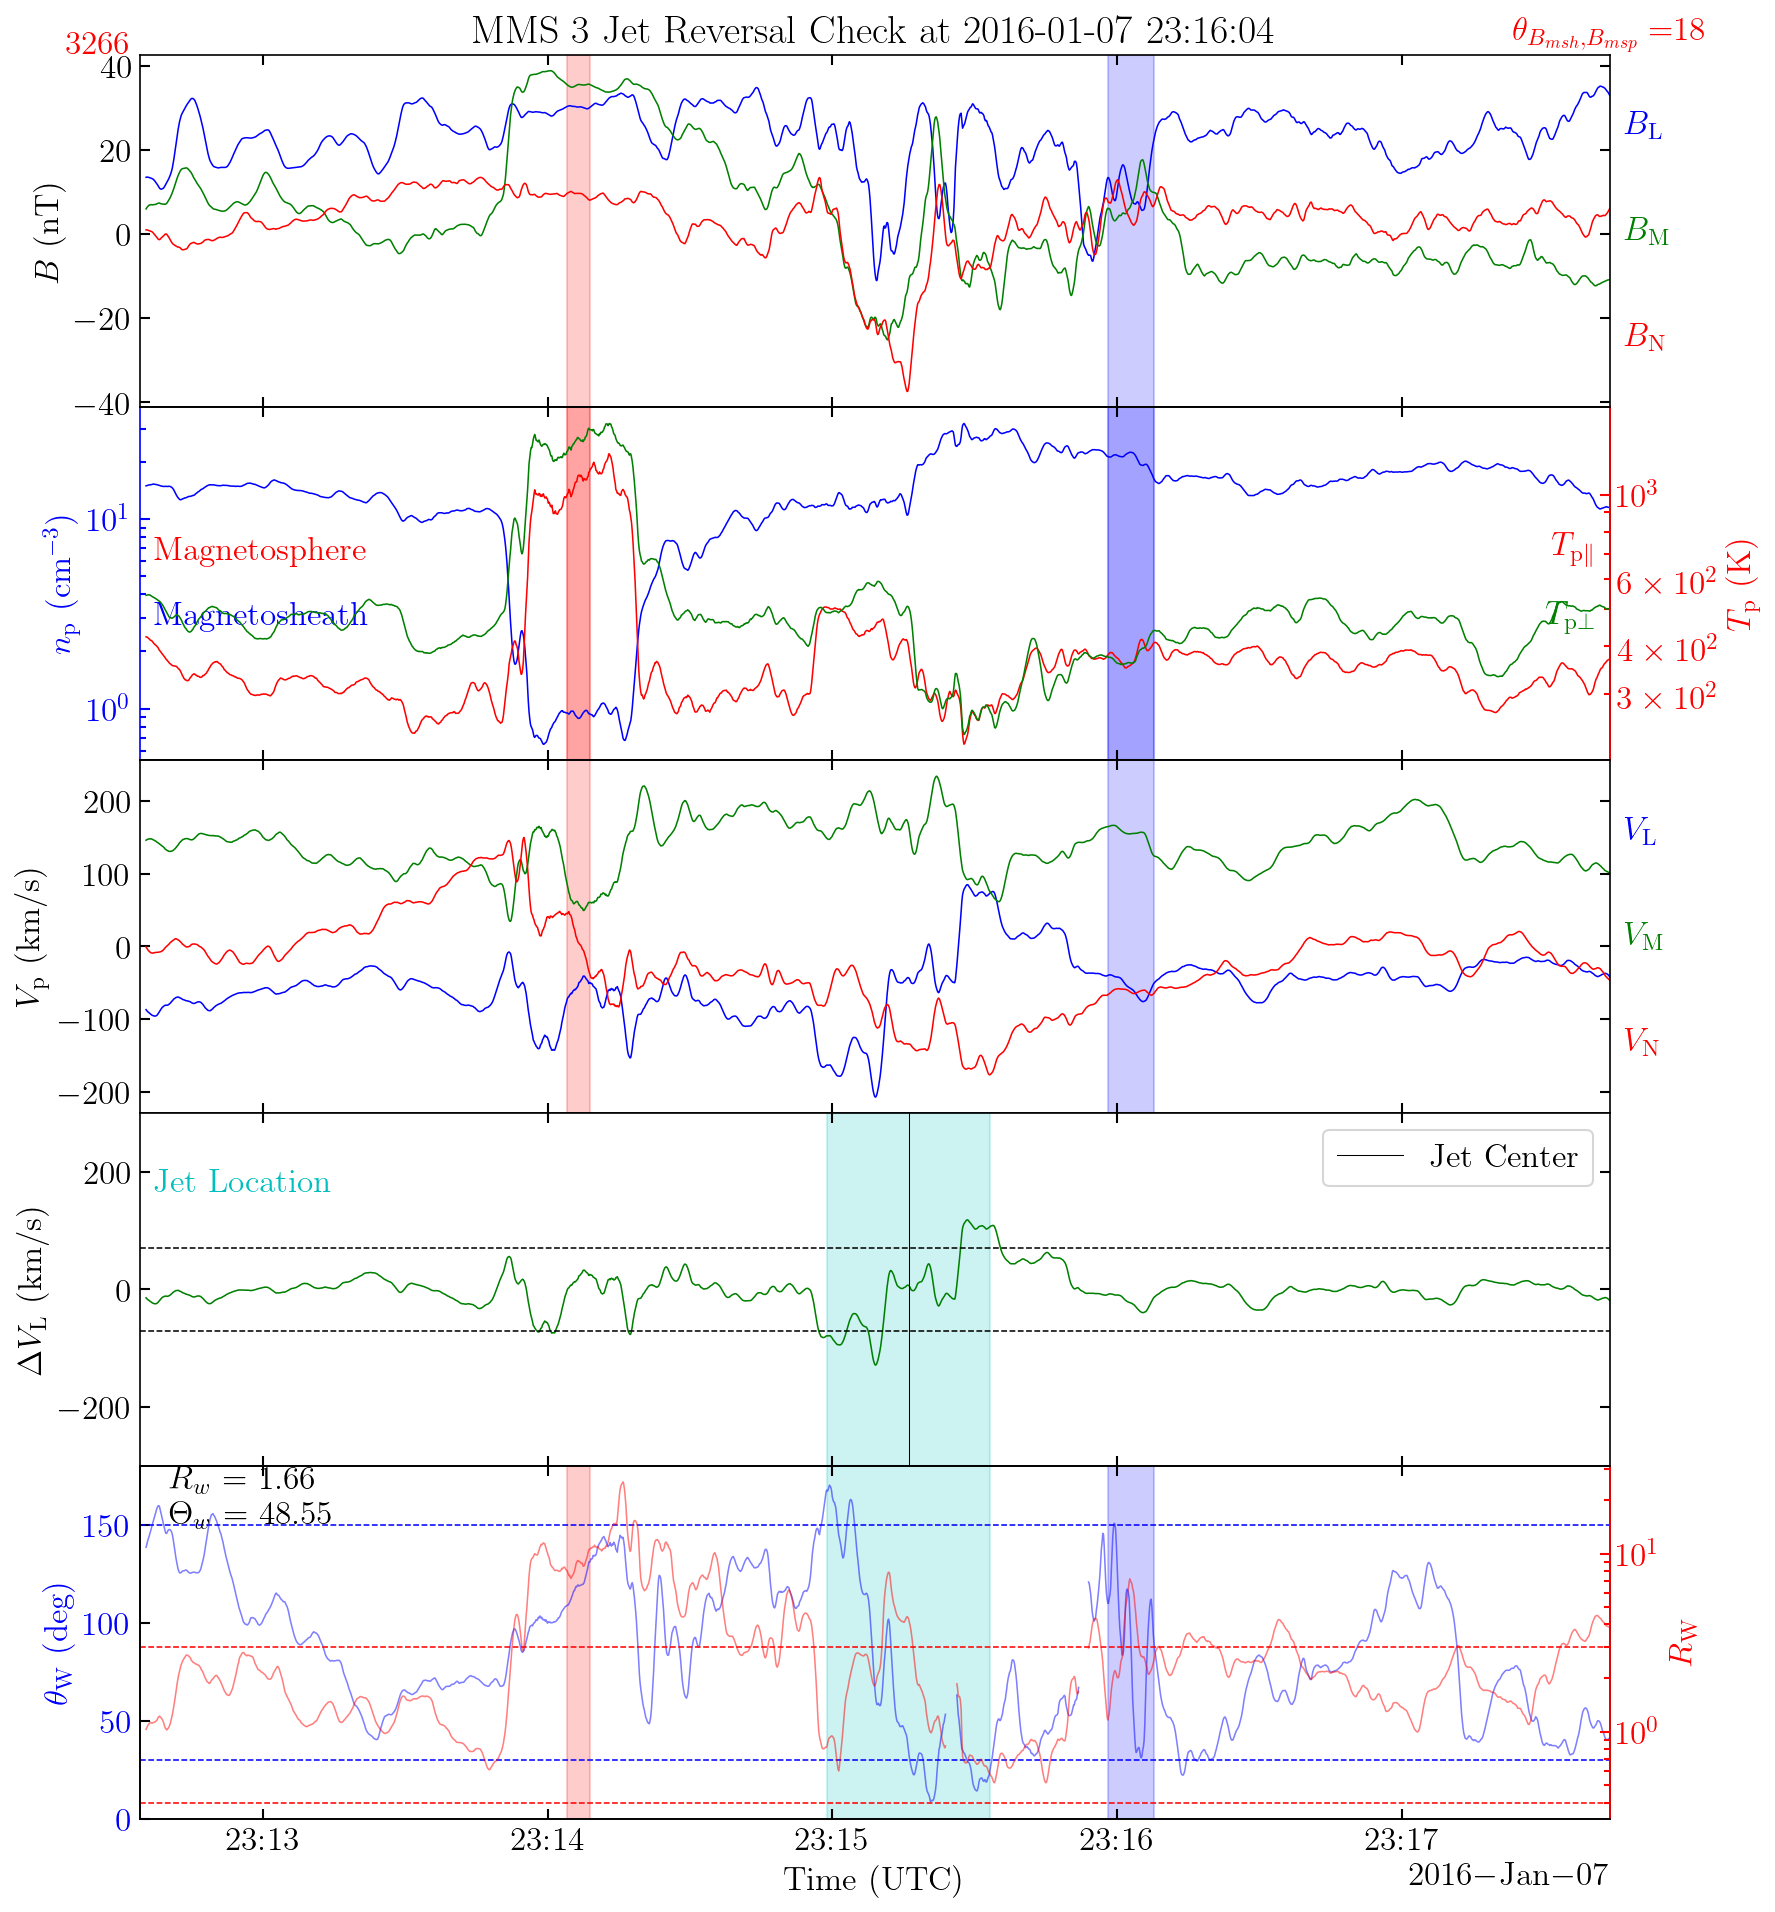 MMS 3 Jet Reversal Check at 2016-01-07 23:16:04
3266
θ_{B_{msh},B_{msp}} =18
40
20
0
−20
−40
B (nT)
B_L
B_M
B_N
10^1
10^0
n_p (cm^{−3})
Magnetosphere
Magnetosheath
T_{p∥}
T_{p⊥}
10^3
6 × 10^2
4 × 10^2
3 × 10^2
T_p (K)
200
100
0
−100
−200
V_p (km/s)
V_L
V_M
V_N
200
0
−200
ΔV_L (km/s)
Jet Location
Jet Center
R_w = 1.66
Θ_w = 48.55
150
100
50
0
θ_W (deg)
10^1
10^0
R_W
23:13
23:14
23:15
23:16
23:17
Time (UTC)
2016−Jan−07